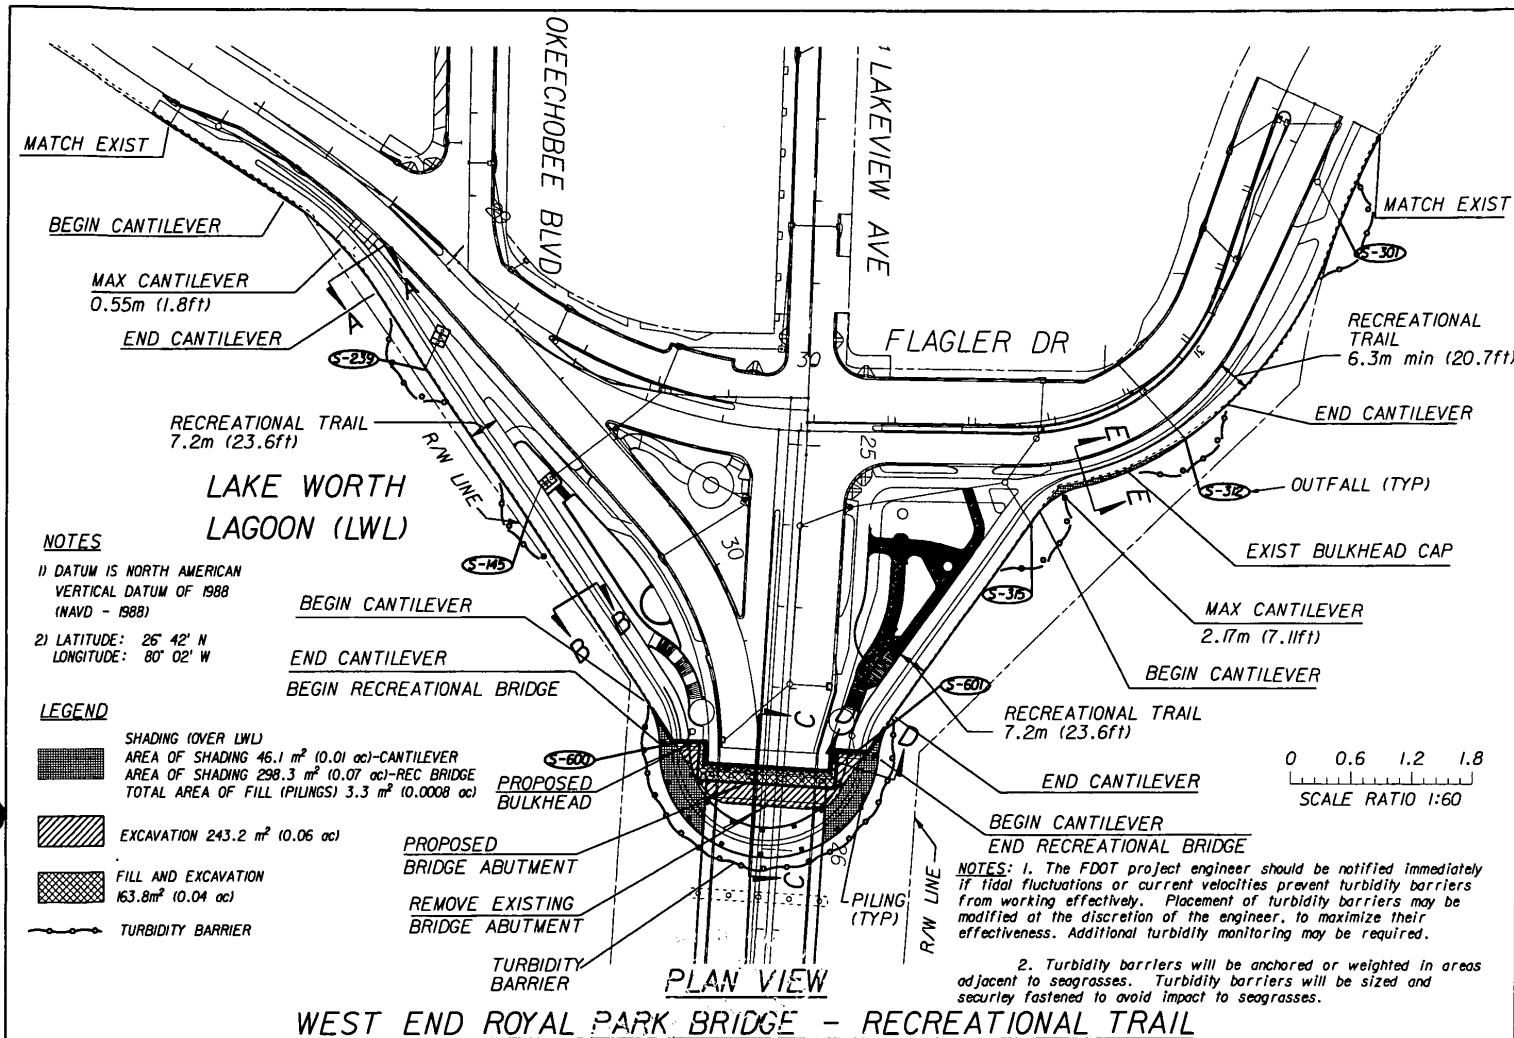 OKEECHOBEE BLVD
LAKEVIEW AVE
MATCH EXIST
BEGIN CANTILEVER
MAX CANTILEVER
0.55m (1.8ft)
END CANTILEVER
A
A
S-239
RECREATIONAL TRAIL
7.2m (23.6ft)
R/W LINE
LAKE WORTH
LAGOON (LWL)
FLAGLER DR
30
25
30
31
MATCH EXIST
S-301
RECREATIONAL
TRAIL
6.3m min (20.7ft)
END CANTILEVER
E
E
S-312
OUTFALL (TYP)
EXIST BULKHEAD CAP
S-315
MAX CANTILEVER
2.17m (7.11ft)
BEGIN CANTILEVER
NOTES
1) DATUM IS NORTH AMERICAN
VERTICAL DATUM OF 1988
(NAVD - 1988)
2) LATITUDE: 26° 42' N
LONGITUDE: 80° 02' W
S-145
BEGIN CANTILEVER
B
B
END CANTILEVER
BEGIN RECREATIONAL BRIDGE
S-601
RECREATIONAL TRAIL
7.2m (23.6ft)
C
D
D
LEGEND
SHADING (OVER LWL)
AREA OF SHADING 46.1 m² (0.01 ac)-CANTILEVER
AREA OF SHADING 298.3 m² (0.07 ac)-REC BRIDGE
TOTAL AREA OF FILL (PILINGS) 3.3 m² (0.0008 ac)
EXCAVATION 243.2 m² (0.06 ac)
FILL AND EXCAVATION
163.8m² (0.04 ac)
TURBIDITY BARRIER
S-600
PROPOSED
BULKHEAD
PROPOSED
BRIDGE ABUTMENT
REMOVE EXISTING
BRIDGE ABUTMENT
TURBIDITY
BARRIER
26
C
PILING
(TYP)
R/W LINE
END CANTILEVER
0 0.6 1.2 1.8
SCALE RATIO 1:60
BEGIN CANTILEVER
END RECREATIONAL BRIDGE
NOTES: 1. The FDOT project engineer should be notified immediately
if tidal fluctuations or current velocities prevent turbidity barriers
from working effectively. Placement of turbidity barriers may be
modified at the discretion of the engineer, to maximize their
effectiveness. Additional turbidity monitoring may be required.
2. Turbidity barriers will be anchored or weighted in areas
adjacent to seagrasses. Turbidity barriers will be sized and
securley fastened to avoid impact to seagrasses.
PLAN VIEW
WEST END ROYAL PARK BRIDGE - RECREATIONAL TRAIL